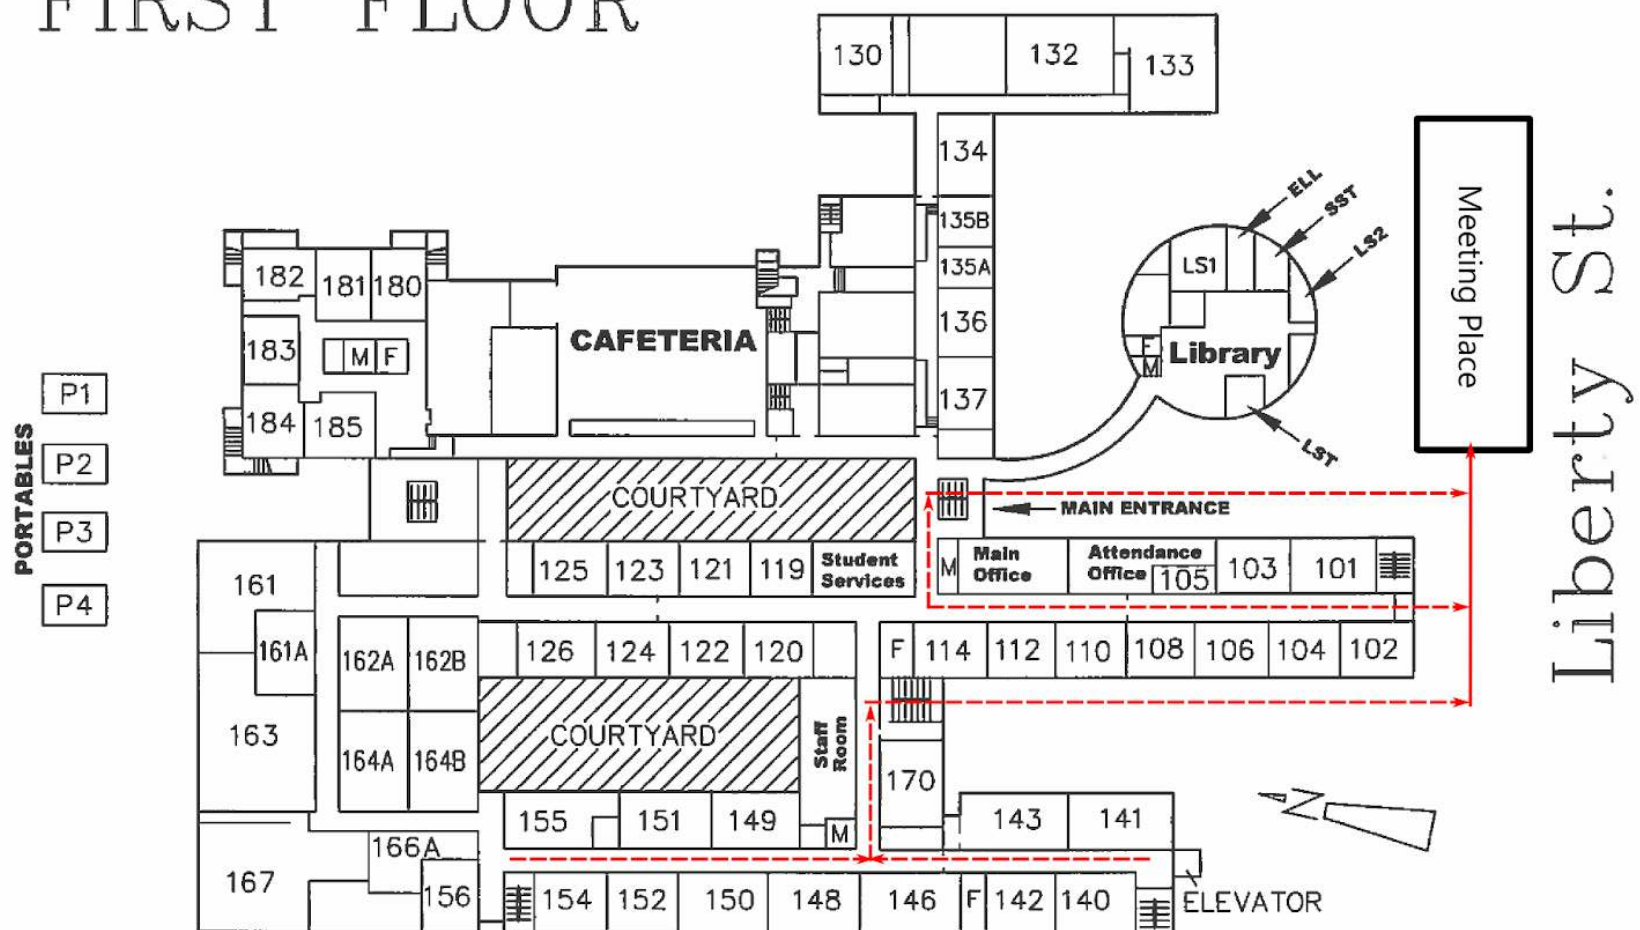 FIRST FLOOR
130
132
133
134
135B
135A
136
137
ELL
SST
LS2
LS1
F
M
Library
LST
Meeting Place
Liberty St.
182
181
180
183
M
F
184
185
CAFETERIA
PORTABLES
P1
P2
P3
P4
COURTYARD
MAIN ENTRANCE
125
123
121
119
Student
Services
M
Main
Office
Attendance
Office
105
103
101
161
161A
162A
162B
126
124
122
120
F
114
112
110
108
106
104
102
163
164A
164B
COURTYARD
Staff
Room
170
155
151
149
M
143
141
N
166A
167
156
154
152
150
148
146
F
142
140
ELEVATOR